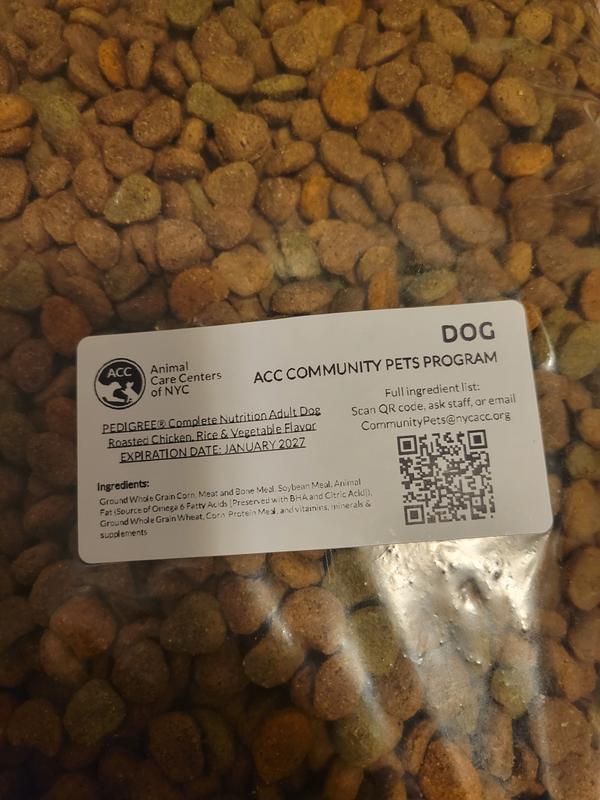 DOG
ACC COMMUNITY PETS PROGRAM
ACC
Animal
Care Centers
of NYC
PEDIGREE® Complete Nutrition Adult Dog
Roasted Chicken, Rice & Vegetable Flavor
EXPIRATION DATE: JANUARY 2027
Ingredients:
Ground Whole Grain Corn, Meat and Bone Meal, Soybean Meal, Animal
Fat (Source of Omega 6 Fatty Acids [Preserved with BHA and Citric Acid]),
Ground Whole Grain Wheat, Corn Protein Meal, and vitamins, minerals &
supplements
Full ingredient list:
Scan QR code, ask staff, or email
CommunityPets@nycacc.org